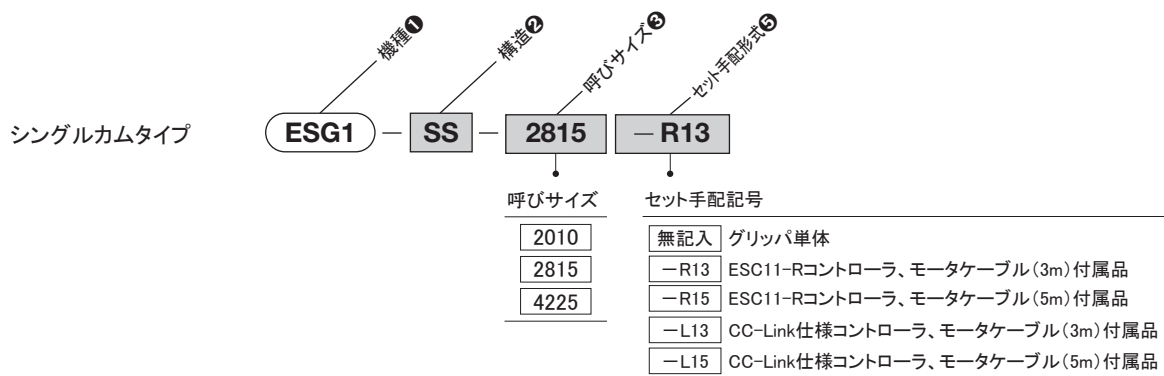 機種❶
構造❷
呼びサイズ❸
セット手配形式❺
シングルカムタイプ ESG1 － SS － 2815 －R13
呼びサイズ
2010
2815
4225
セット手配記号
無記入 グリッパ単体
－R13 ESC11-Rコントローラ、モータケーブル（3m）付属品
－R15 ESC11-Rコントローラ、モータケーブル（5m）付属品
－L13 CC-Link仕様コントローラ、モータケーブル（3m）付属品
－L15 CC-Link仕様コントローラ、モータケーブル（5m）付属品